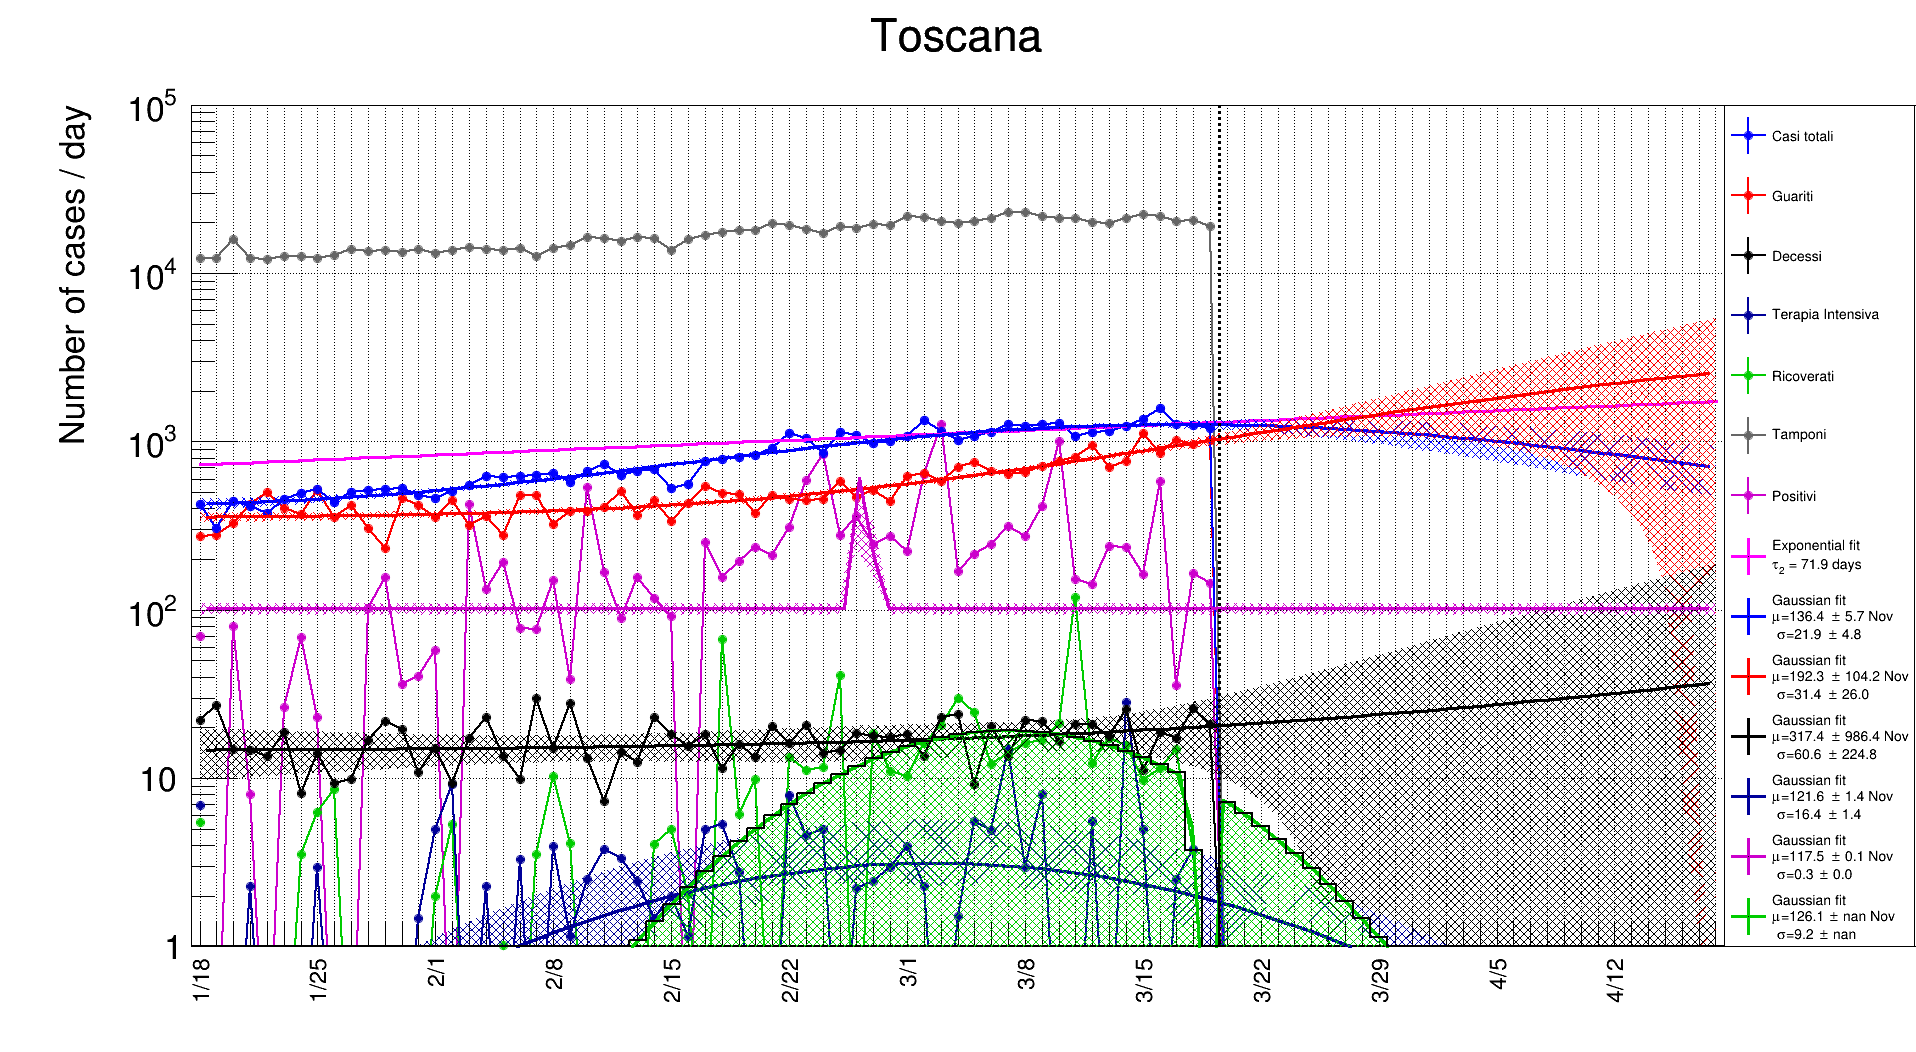 Toscana
Number of cases / day
10^5
10^4
10^3
10^2
10
1
1/18
1/25
2/1
2/8
2/15
2/22
3/1
3/8
3/15
3/22
3/29
4/5
4/12
Casi totali
Guariti
Decessi
Terapia Intensiva
Ricoverati
Tamponi
Positivi
Exponential fit
τ₂ = 71.9 days
Gaussian fit
μ=136.4 ± 5.7 Nov
σ=21.9 ± 4.8
Gaussian fit
μ=192.3 ± 104.2 Nov
σ=31.4 ± 26.0
Gaussian fit
μ=317.4 ± 986.4 Nov
σ=60.6 ± 224.8
Gaussian fit
μ=121.6 ± 1.4 Nov
σ=16.4 ± 1.4
Gaussian fit
μ=117.5 ± 0.1 Nov
σ=0.3 ± 0.0
Gaussian fit
μ=126.1 ± nan Nov
σ=9.2 ± nan